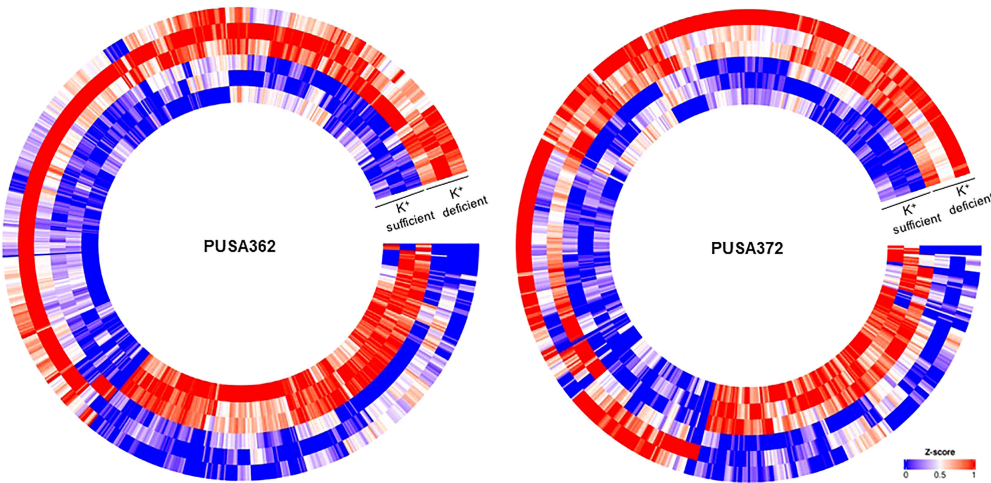 K⁺
sufficient
K⁺
deficient
PUSA362
K⁺
sufficient
K⁺
deficient
PUSA372
Z-score
0 0.5 1